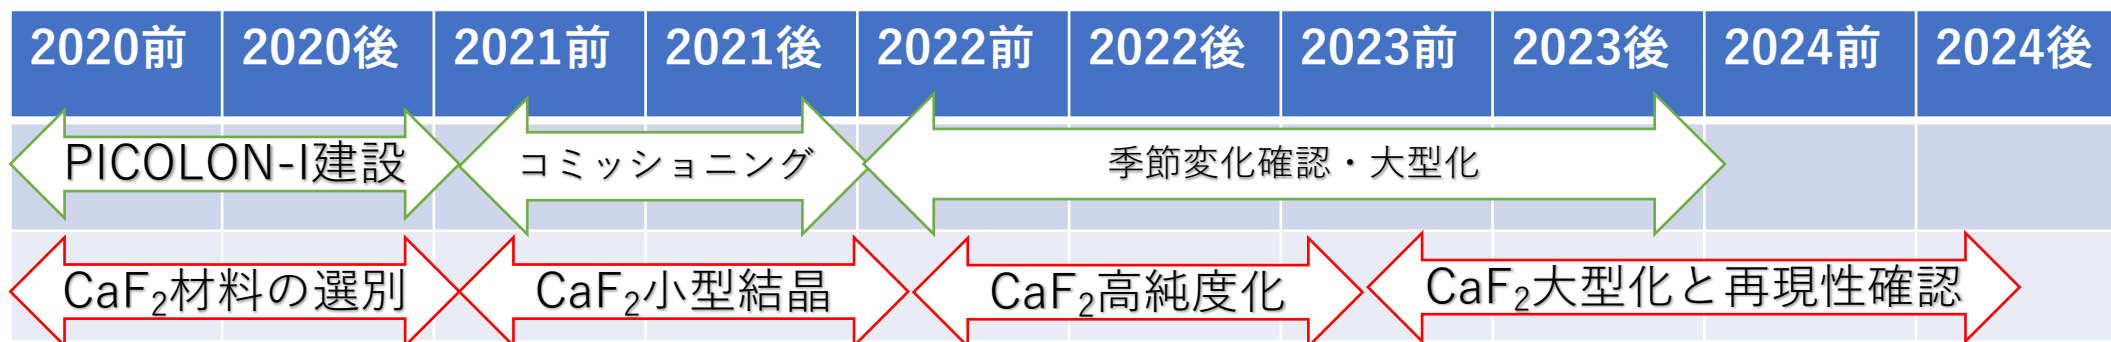 2020前 2020後 2021前 2021後 2022前 2022後 2023前 2023後 2024前 2024後
PICOLON-I建設 コミッショニング 季節変化確認・大型化
CaF₂材料の選別 CaF₂小型結晶 CaF₂高純度化 CaF₂大型化と再現性確認